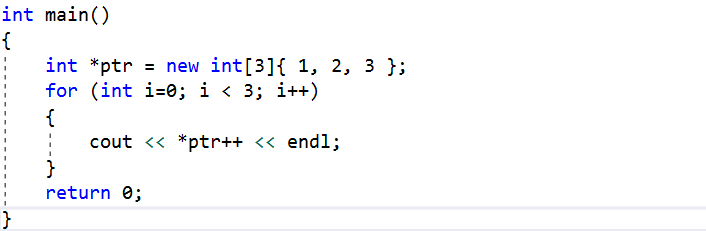 int main()
{
    int *ptr = new int[3]{ 1, 2, 3 };
    for (int i=0; i < 3; i++)
    {
        cout << *ptr++ << endl;
    }
    return 0;
}